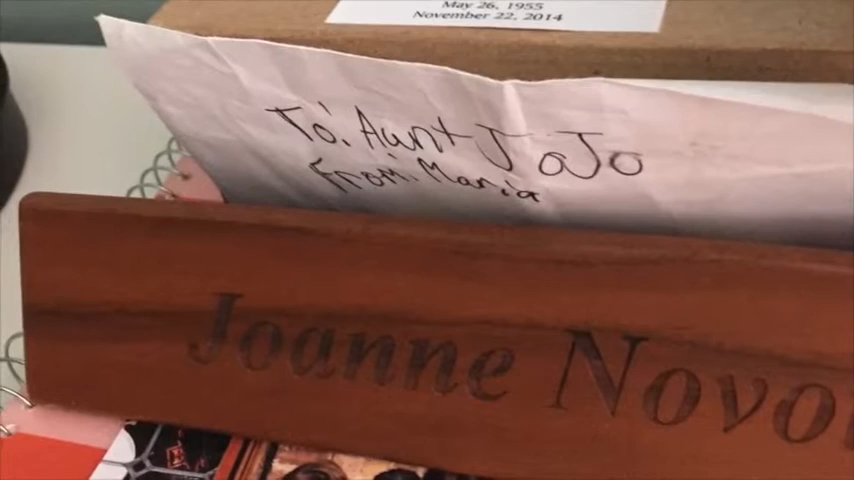 May 26, 1955
November 22, 2014
To: Aunt JoJo
From: Maria
Joanne Novo